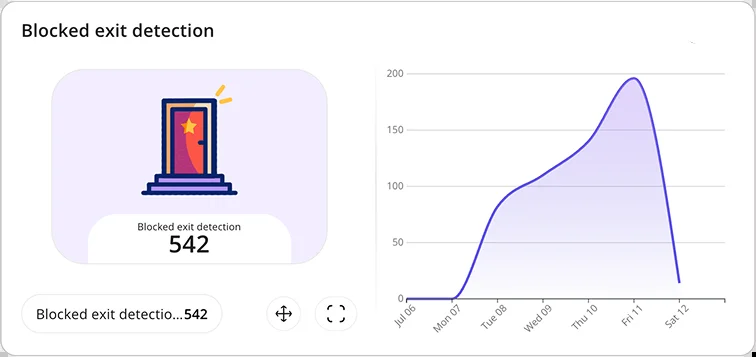 Blocked exit detection
Blocked exit detection
542
Blocked exit detectio...542
200
150
100
50
0
Jul 06
Mon 07
Tue 08
Wed 09
Thu 10
Fri 11
Sat 12